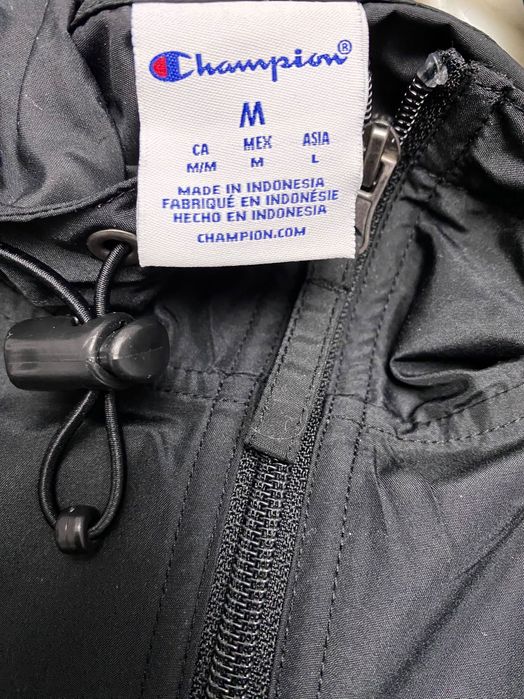 Champion®
M
CA MEX ASIA
M/M M L
MADE IN INDONESIA
FABRIQUÉ EN INDONÉSIE
HECHO EN INDONESIA
CHAMPION.COM